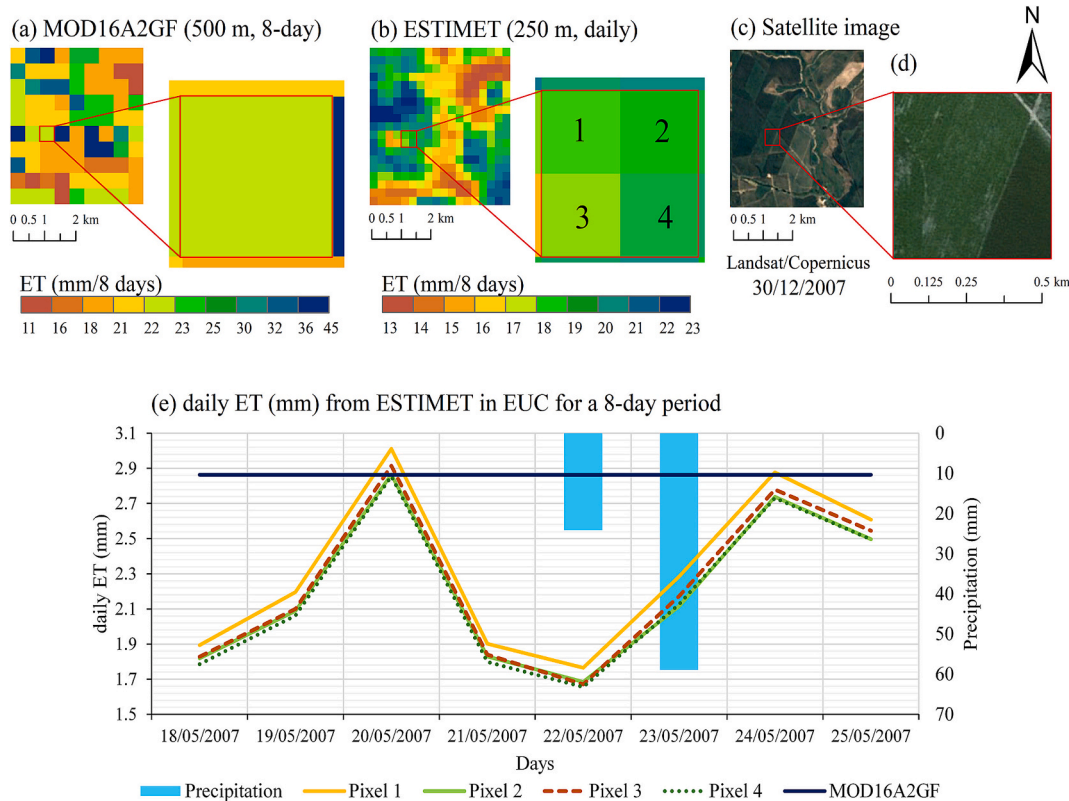 (a) MOD16A2GF (500 m, 8-day)
(b) ESTIMET (250 m, daily)
(c) Satellite image
N
(d)
1
2
3
4
0 0.5 1 2 km
0 0.5 1 2 km
0 0.5 1 2 km
Landsat/Copernicus
30/12/2007
0 0.125 0.25 0.5 km
ET (mm/8 days)
11 16 18 21 22 23 25 30 32 36 45
ET (mm/8 days)
13 14 15 16 17 18 19 20 21 22 23
(e) daily ET (mm) from ESTIMET in EUC for a 8-day period
daily ET (mm)
3.1
2.9
2.7
2.5
2.3
2.1
1.9
1.7
1.5
0
10
20
30
40
50
60
70
Precipitation (mm)
18/05/2007 19/05/2007 20/05/2007 21/05/2007 22/05/2007 23/05/2007 24/05/2007 25/05/2007
Days
Precipitation Pixel 1 Pixel 2 Pixel 3 Pixel 4 MOD16A2GF